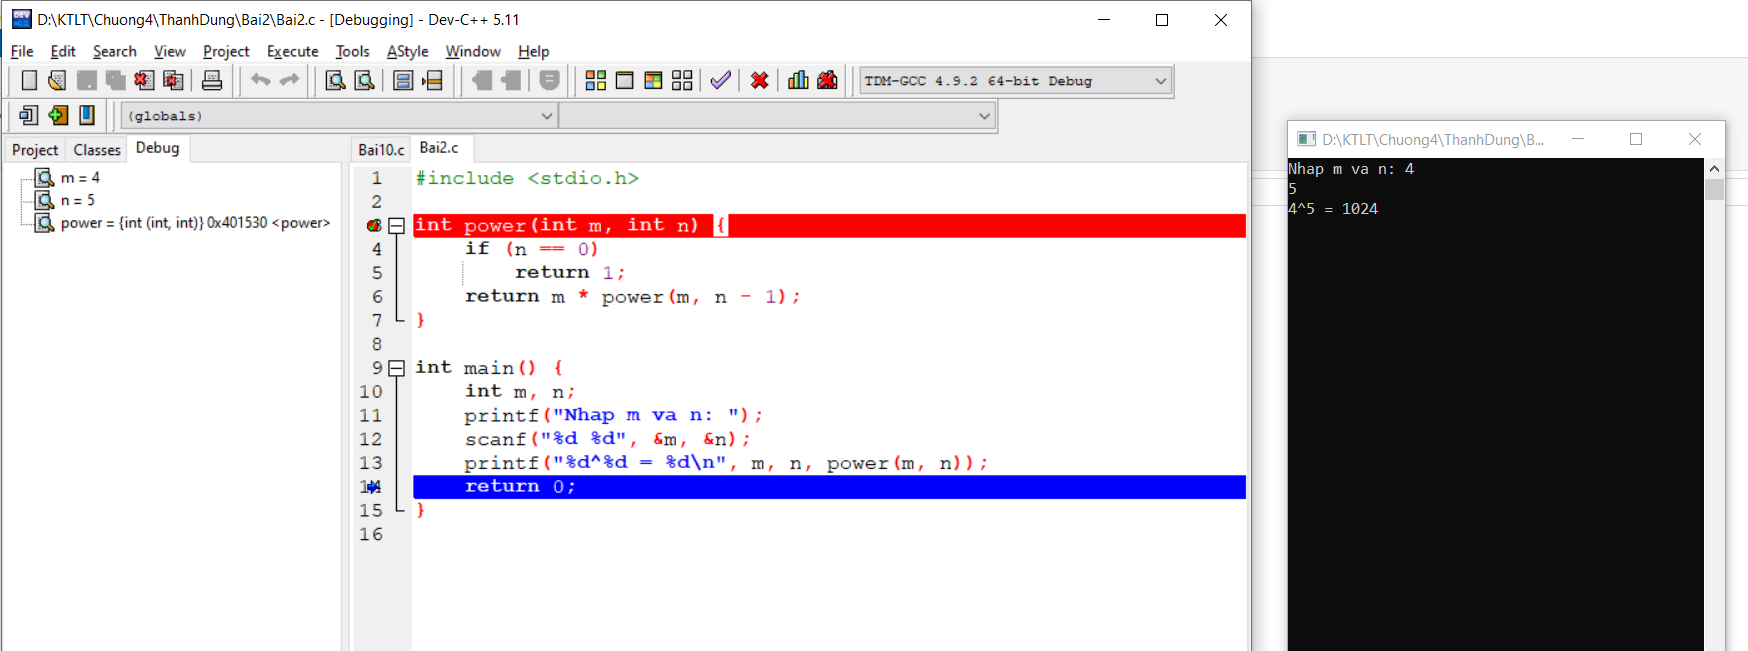 D:\KTLT\Chuong4\ThanhDung\Bai2\Bai2.c - [Debugging] - Dev-C++ 5.11
File Edit Search View Project Execute Tools AStyle Window Help
TDM-GCC 4.9.2 64-bit Debug
(globals)
Project Classes Debug
m = 4
n = 5
power = {int (int, int)} 0x401530 <power>
Bai10.c Bai2.c
1 #include <stdio.h>
2
int power(int m, int n) {
4 if (n == 0)
5 return 1;
6 return m * power(m, n - 1);
7 }
8
9 int main() {
10 int m, n;
11 printf("Nhap m va n: ");
12 scanf("%d %d", &m, &n);
13 printf("%d^%d = %d\n", m, n, power(m, n));
14 return 0;
15 }
16
D:\KTLT\Chuong4\ThanhDung\B...
Nhap m va n: 4
5
4^5 = 1024